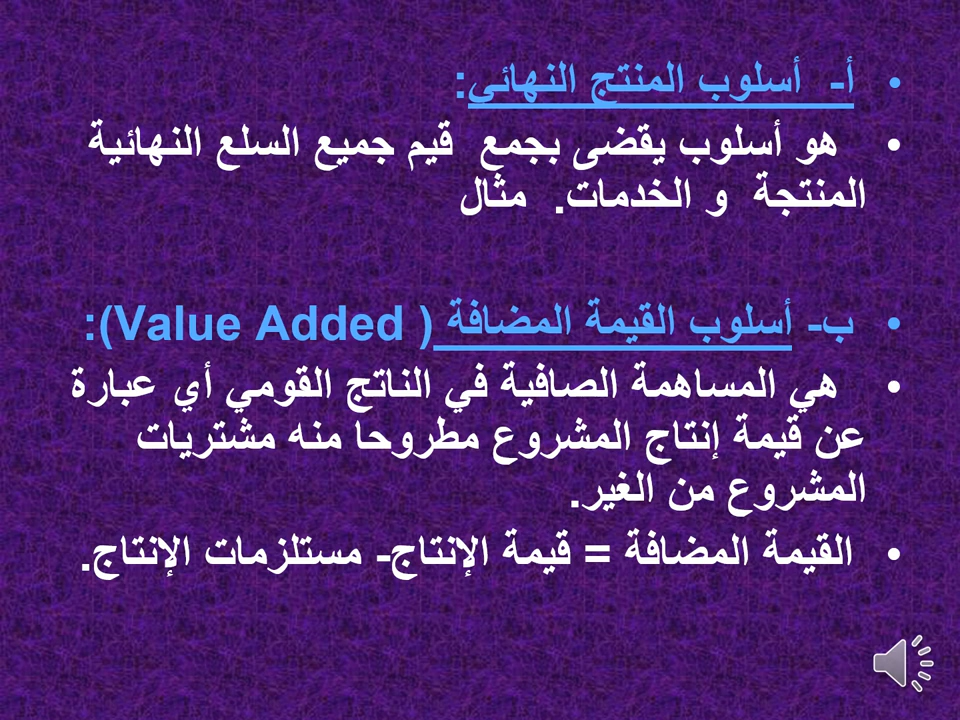 • أ- أسلوب المنتج النهائي:
• هو أسلوب يقضى بجمع قيم جميع السلع النهائية
المنتجة و الخدمات. مثال
• ب- أسلوب القيمة المضافة ( Value Added):
• هي المساهمة الصافية في الناتج القومي أي عبارة
عن قيمة إنتاج المشروع مطروحا منه مشتريات
المشروع من الغير.
• القيمة المضافة = قيمة الإنتاج- مستلزمات الإنتاج.